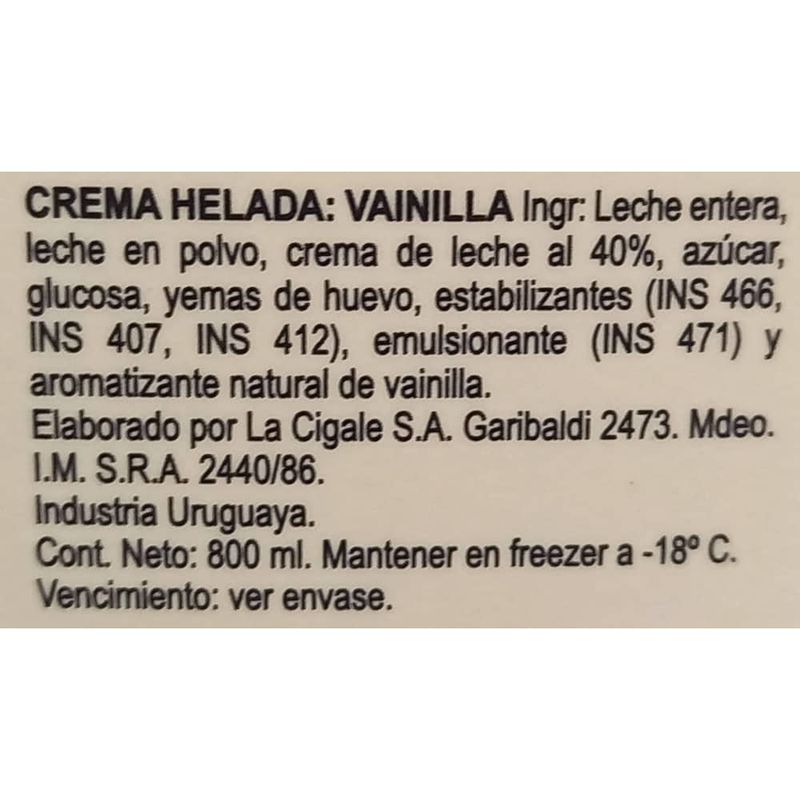 CREMA HELADA: VAINILLA Ingr: Leche entera,
leche en polvo, crema de leche al 40%, azúcar,
glucosa, yemas de huevo, estabilizantes (INS 466,
INS 407, INS 412), emulsionante (INS 471) y
aromatizante natural de vainilla.
Elaborado por La Cigale S.A. Garibaldi 2473. Mdeo.
I.M. S.R.A. 2440/86.
Industria Uruguaya.
Cont. Neto: 800 ml. Mantener en freezer a -18º C.
Vencimiento: ver envase.